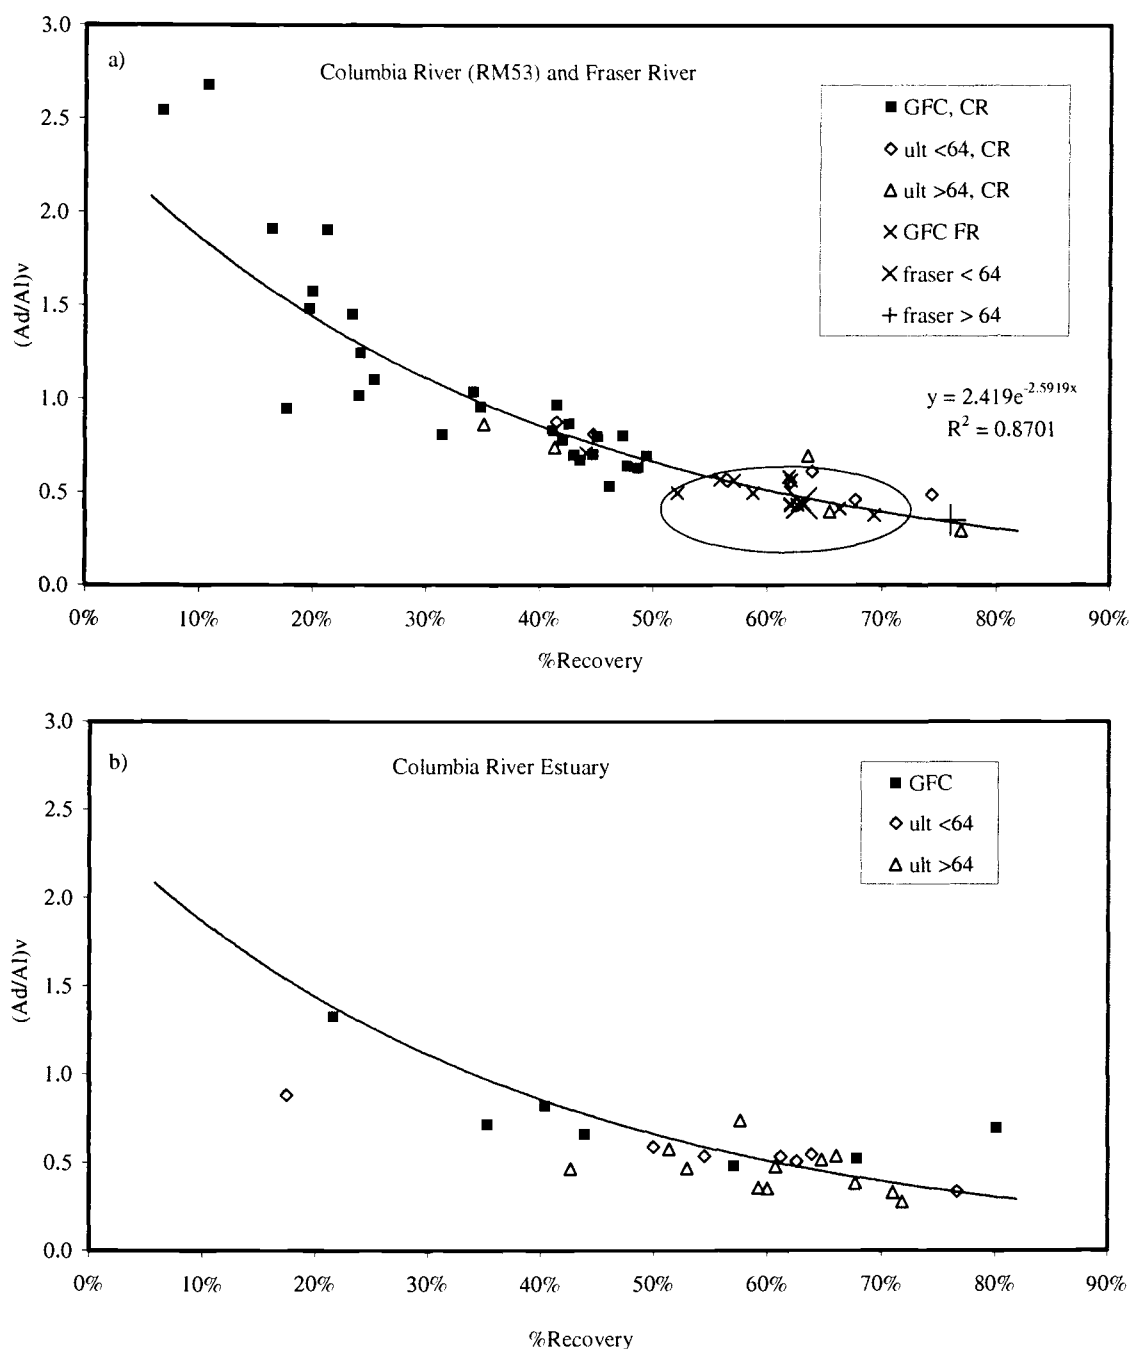 3.0
a)
Columbia River (RM53) and Fraser River
GFC, CR
2.5
ult <64, CR
ult >64, CR
2.0
GFC FR
fraser < 64
(Ad/Al)v
1.5
fraser > 64
1.0
y = 2.419e^-2.5919x
R² = 0.8701
0.5
0.0
0% 10% 20% 30% 40% 50% 60% 70% 80% 90%
%Recovery
3.0
b)
Columbia River Estuary
GFC
2.5
ult <64
ult >64
2.0
(Ad/Al)v
1.5
1.0
0.5
0.0
0% 10% 20% 30% 40% 50% 60% 70% 80% 90%
%Recovery